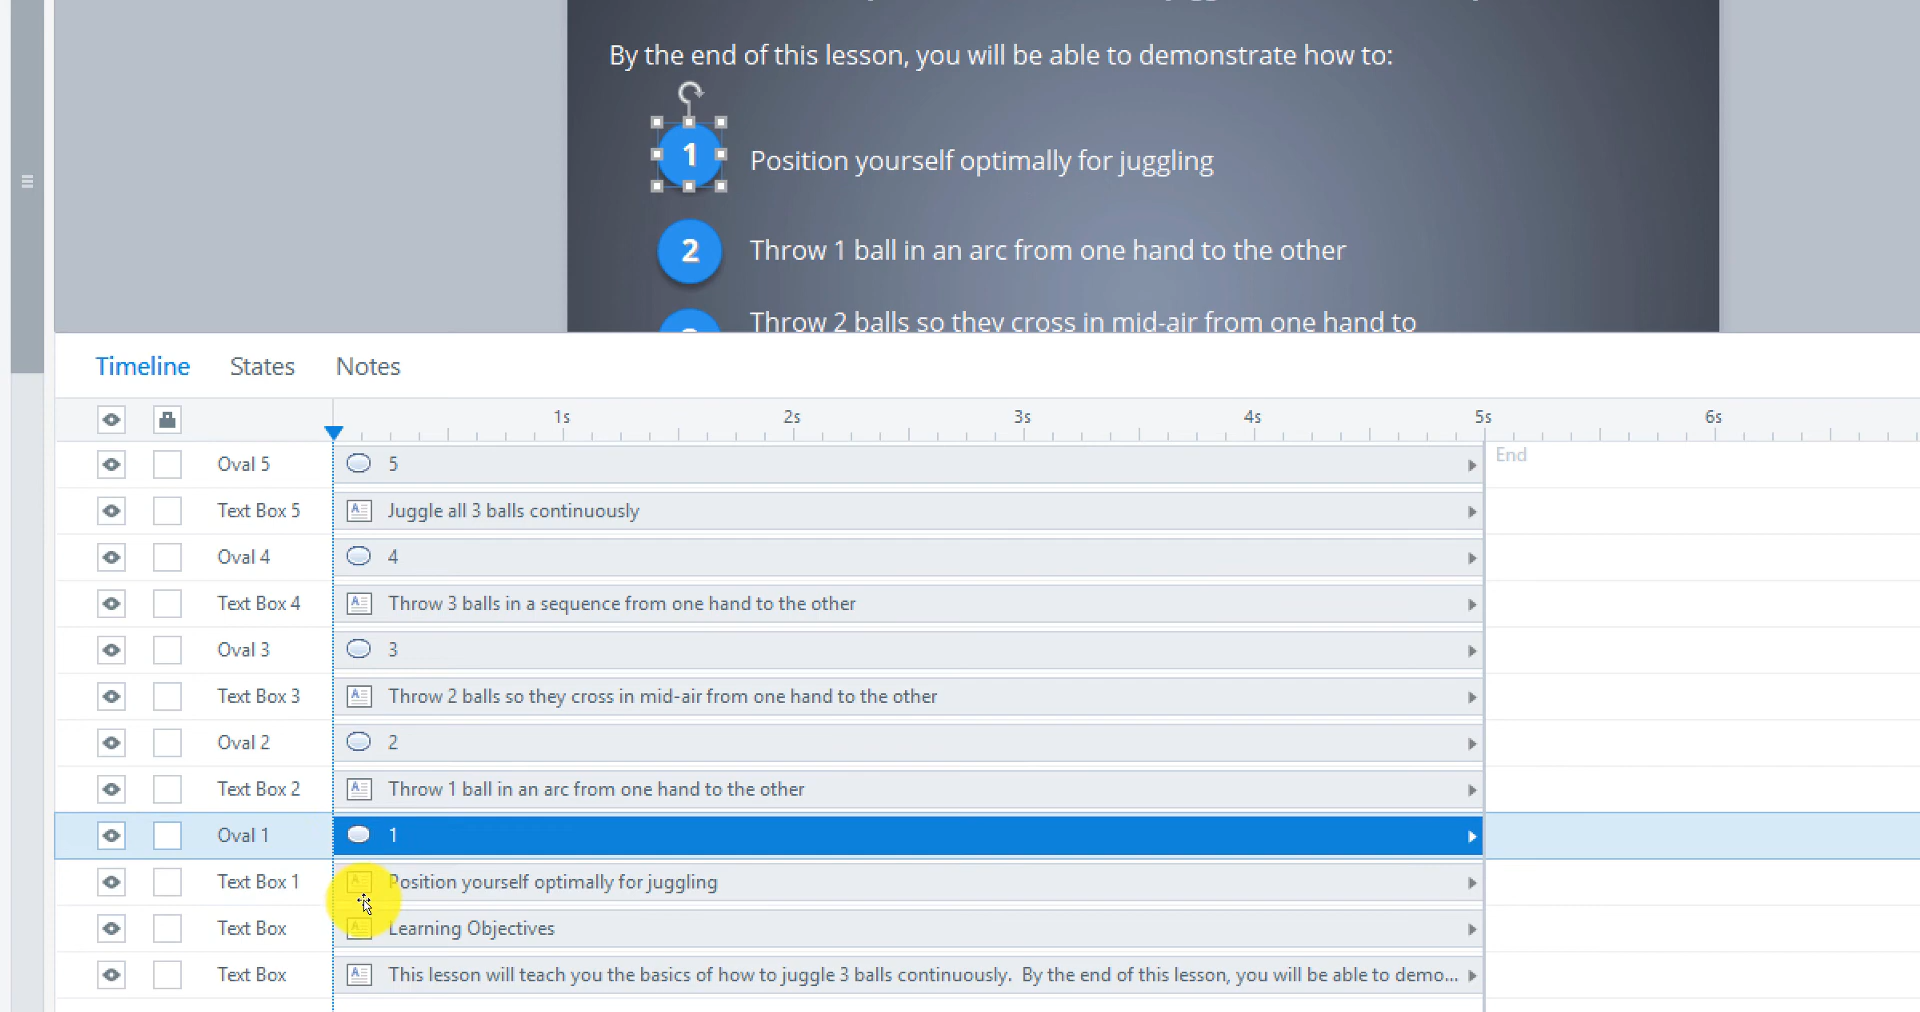 By the end of this lesson, you will be able to demonstrate how to:
1 Position yourself optimally for juggling
2 Throw 1 ball in an arc from one hand to the other
Throw 2 balls so they cross in mid-air from one hand to
Timeline States Notes
1s 2s 3s 4s 5s 6s
End
Oval 5 5
Text Box 5 Juggle all 3 balls continuously
Oval 4 4
Text Box 4 Throw 3 balls in a sequence from one hand to the other
Oval 3 3
Text Box 3 Throw 2 balls so they cross in mid-air from one hand to the other
Oval 2 2
Text Box 2 Throw 1 ball in an arc from one hand to the other
Oval 1 1
Text Box 1 Position yourself optimally for juggling
Text Box Learning Objectives
Text Box This lesson will teach you the basics of how to juggle 3 balls continuously. By the end of this lesson, you will be able to demo...